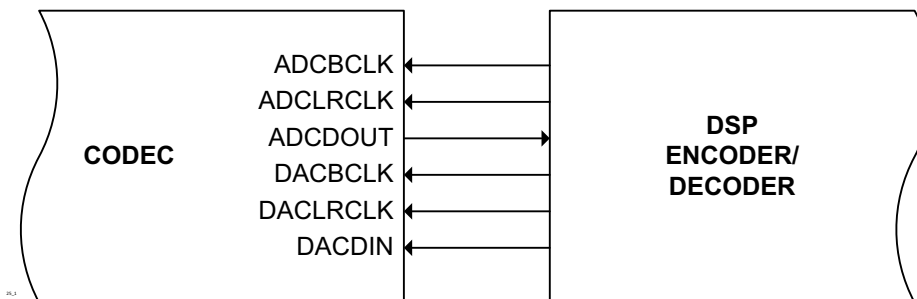 ADCBCLK
ADCLRCLK
ADCDOUT
DACBCLK
DACLRCLK
DACDIN
CODEC
DSP
ENCODER/
DECODER